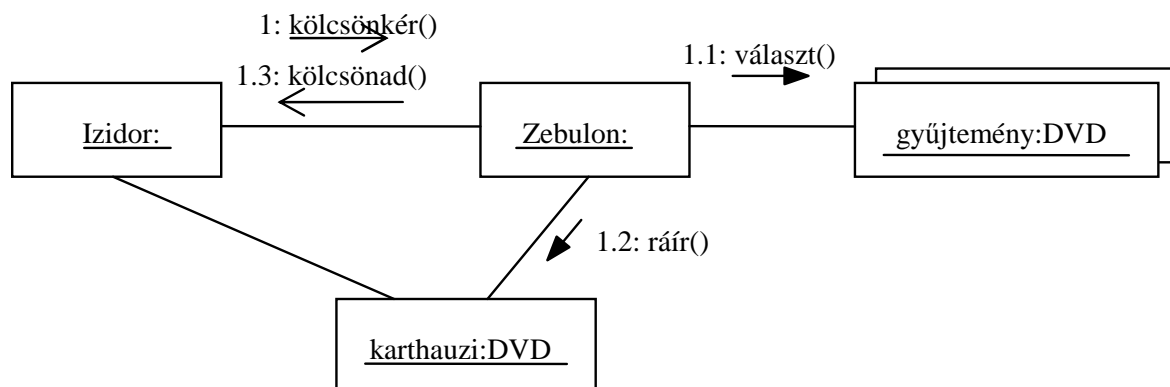 1: kölcsönkér()
1.3: kölcsönad()
1.1: választ()
Izidor:
Zebulon:
gyűjtemény:DVD
1.2: ráír()
karthauzi:DVD